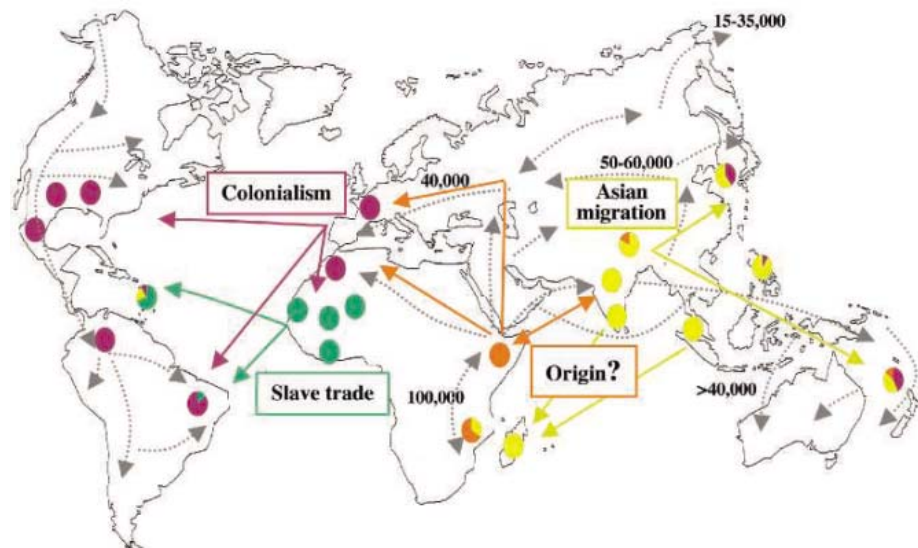 15-35,000
50-60,000
40,000
Colonialism
Asian
migration
Origin?
>40,000
Slave trade
100,000